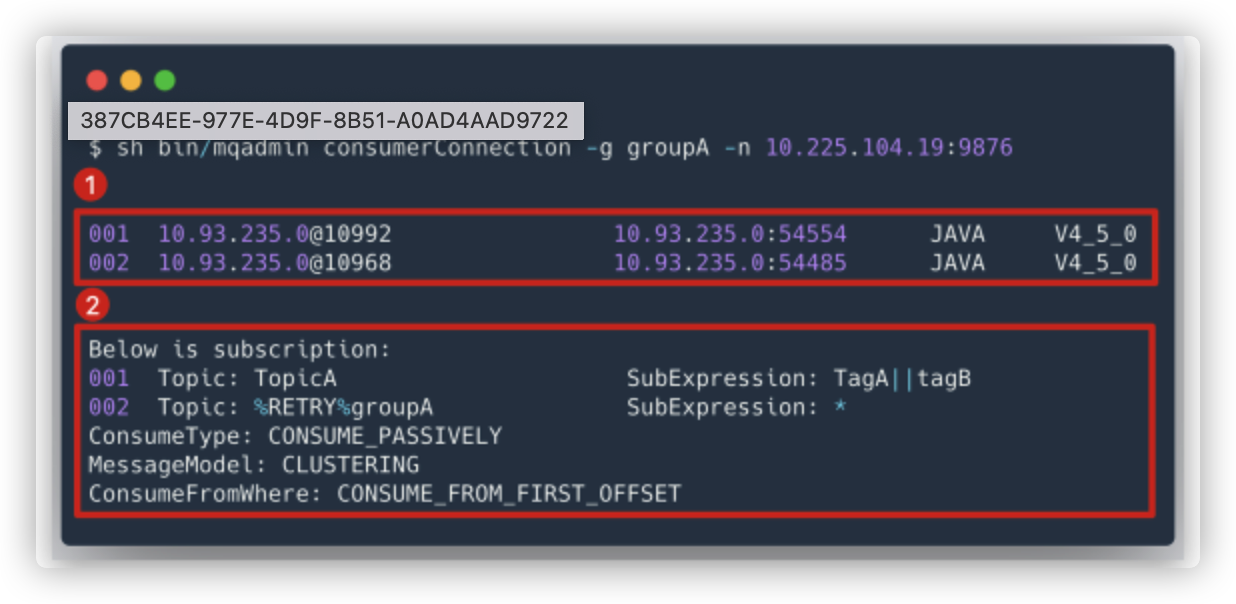 387CB4EE-977E-4D9F-8B51-A0AD4AAD9722
$ sh bin/mqadmin consumerConnection -g groupA -n 10.225.104.19:9876
1
001 10.93.235.0@10992 10.93.235.0:54554 JAVA V4_5_0
002 10.93.235.0@10968 10.93.235.0:54485 JAVA V4_5_0
2
Below is subscription:
001 Topic: TopicA SubExpression: TagA||tagB
002 Topic: %RETRY%groupA SubExpression: *
ConsumeType: CONSUME_PASSIVELY
MessageModel: CLUSTERING
ConsumeFromWhere: CONSUME_FROM_FIRST_OFFSET